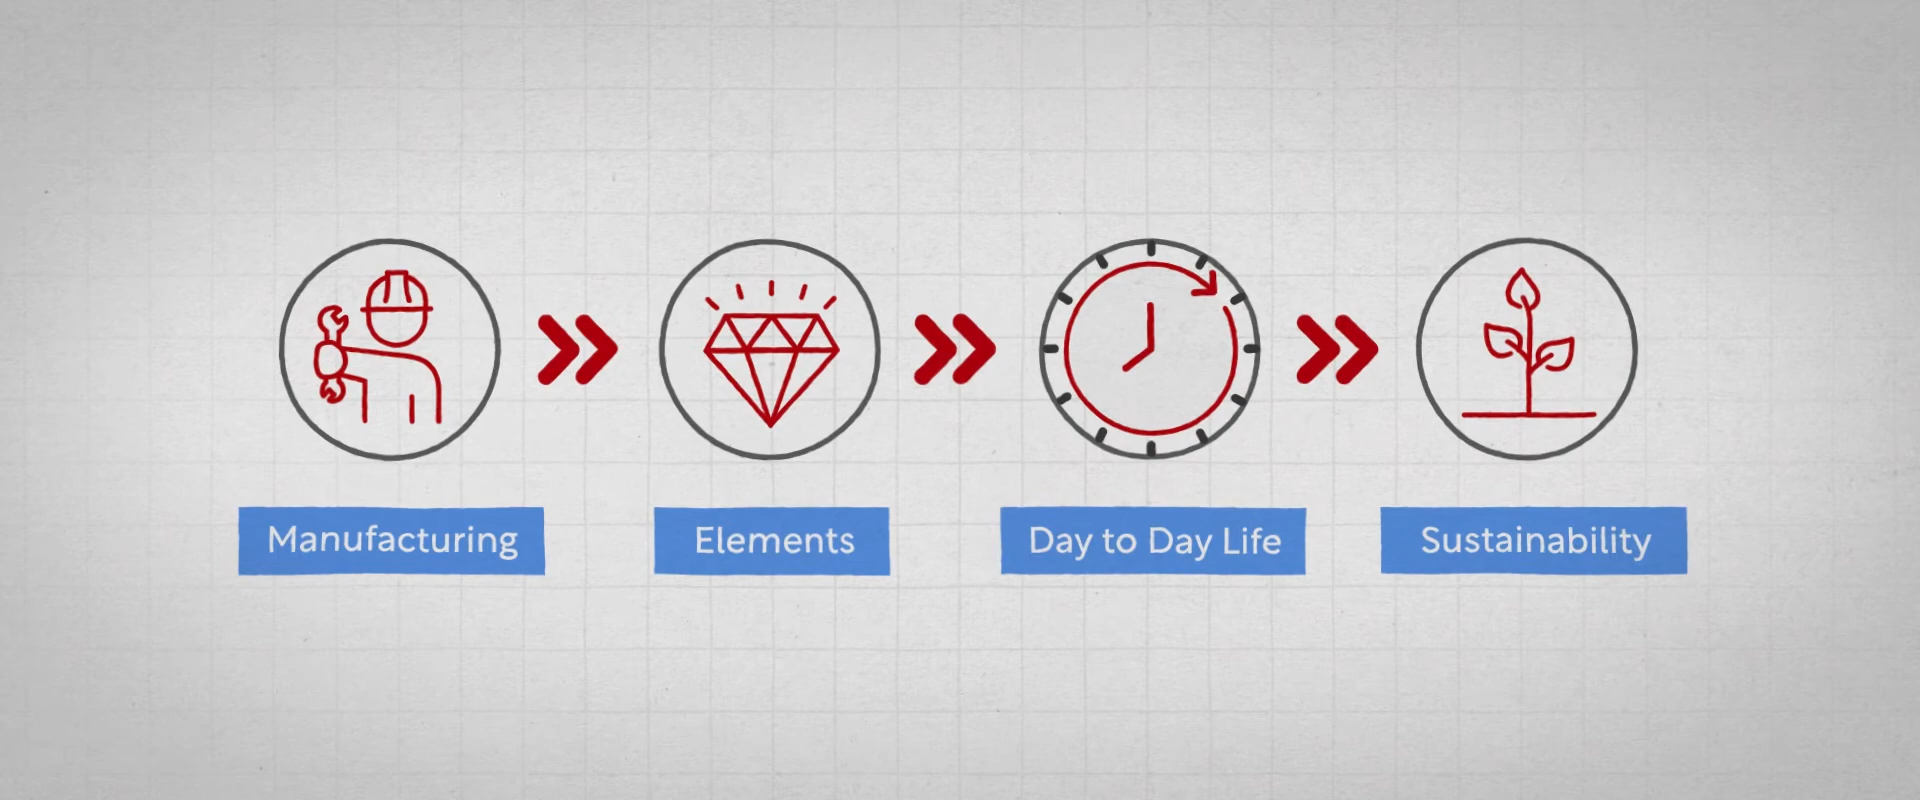 Manufacturing
Elements
Day to Day Life
Sustainability